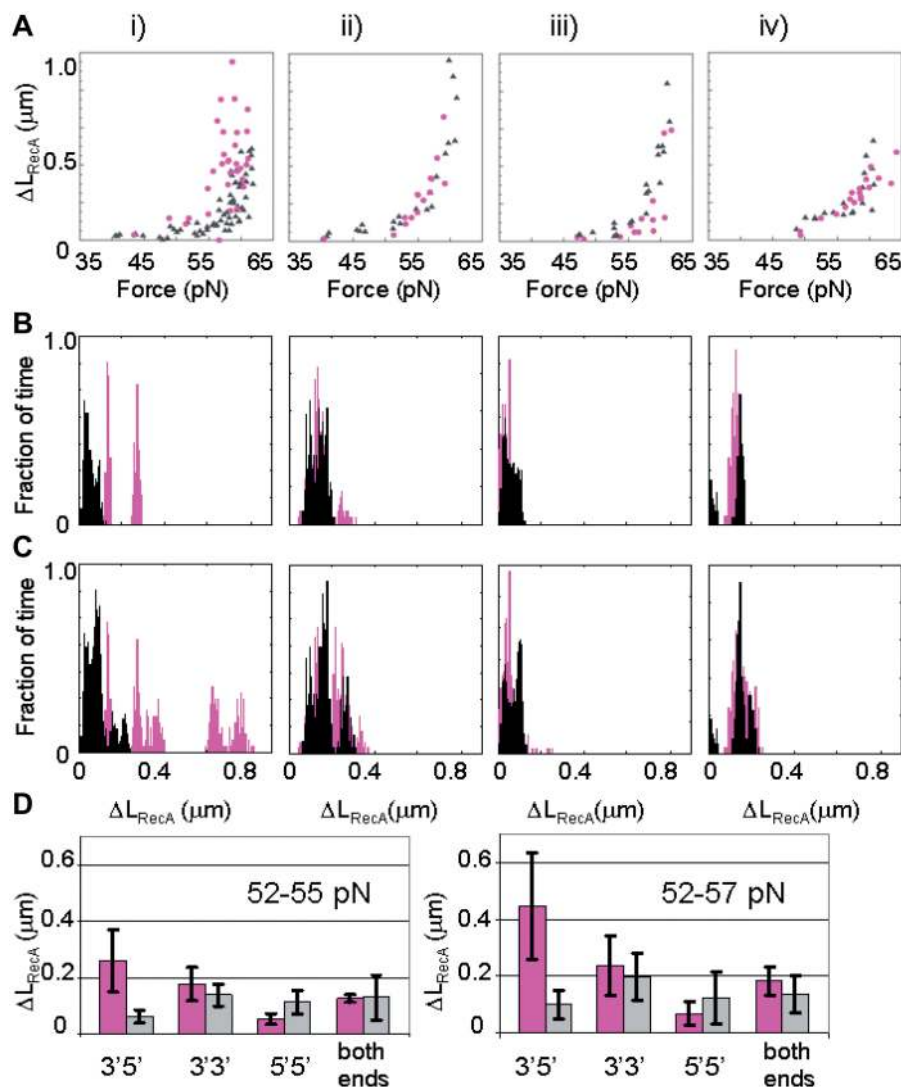 A i) ii) iii) iv)
1.0
0.5
0
ΔL_RecA (µm)
35 45 55 65 35 45 55 65 35 45 55 65 35 45 55 65
Force (pN) Force (pN) Force (pN) Force (pN)
B
1.0
0
Fraction of time
C
1.0
0
Fraction of time
0 0.4 0.8 0 0.4 0.8 0 0.4 0.8 0 0.4 0.8
ΔL_RecA (µm) ΔL_RecA(µm) ΔL_RecA (µm) ΔL_RecA(µm)
D
0.6
0.4
0.2
0
ΔL_RecA (µm)
52-55 pN
3'5' 3'3' 5'5' both ends
0.6
0.4
0.2
0
ΔL_RecA (µm)
52-57 pN
3'5' 3'3' 5'5' both ends